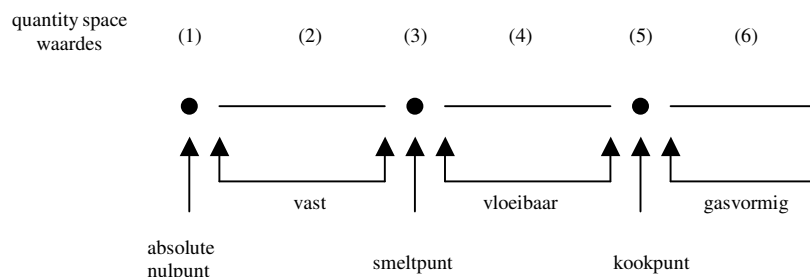 quantity space
waardes
(1) (2) (3) (4) (5) (6)
vast vloeibaar gasvormig
absolute
nulpunt
smeltpunt kookpunt